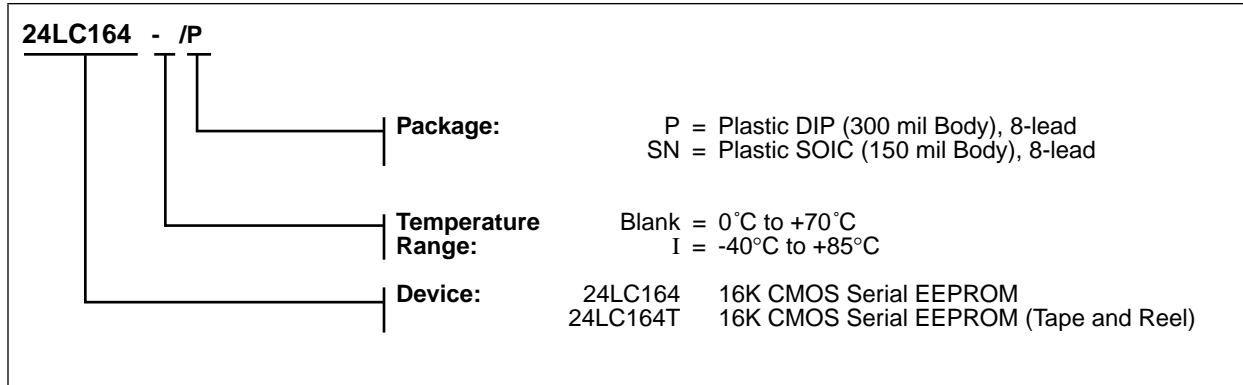 24LC164 - /P
Package: P = Plastic DIP (300 mil Body), 8-lead
SN = Plastic SOIC (150 mil Body), 8-lead
Temperature Blank = 0˚C to +70˚C
Range: I = -40°C to +85°C
Device: 24LC164 16K CMOS Serial EEPROM
24LC164T 16K CMOS Serial EEPROM (Tape and Reel)